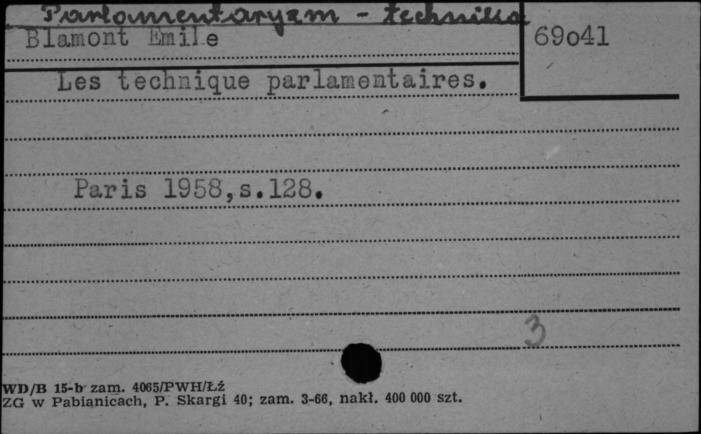 Parlamentaryzm - technika
Blamont Emile
69o41
Les technique parlamentaires.
Paris 1958,s.128.
3
WD/B 15-b zam. 4065/PWH/Łź
ZG w Pabianicach, P. Skargi 40; zam. 3-66, nakł. 400 000 szt.